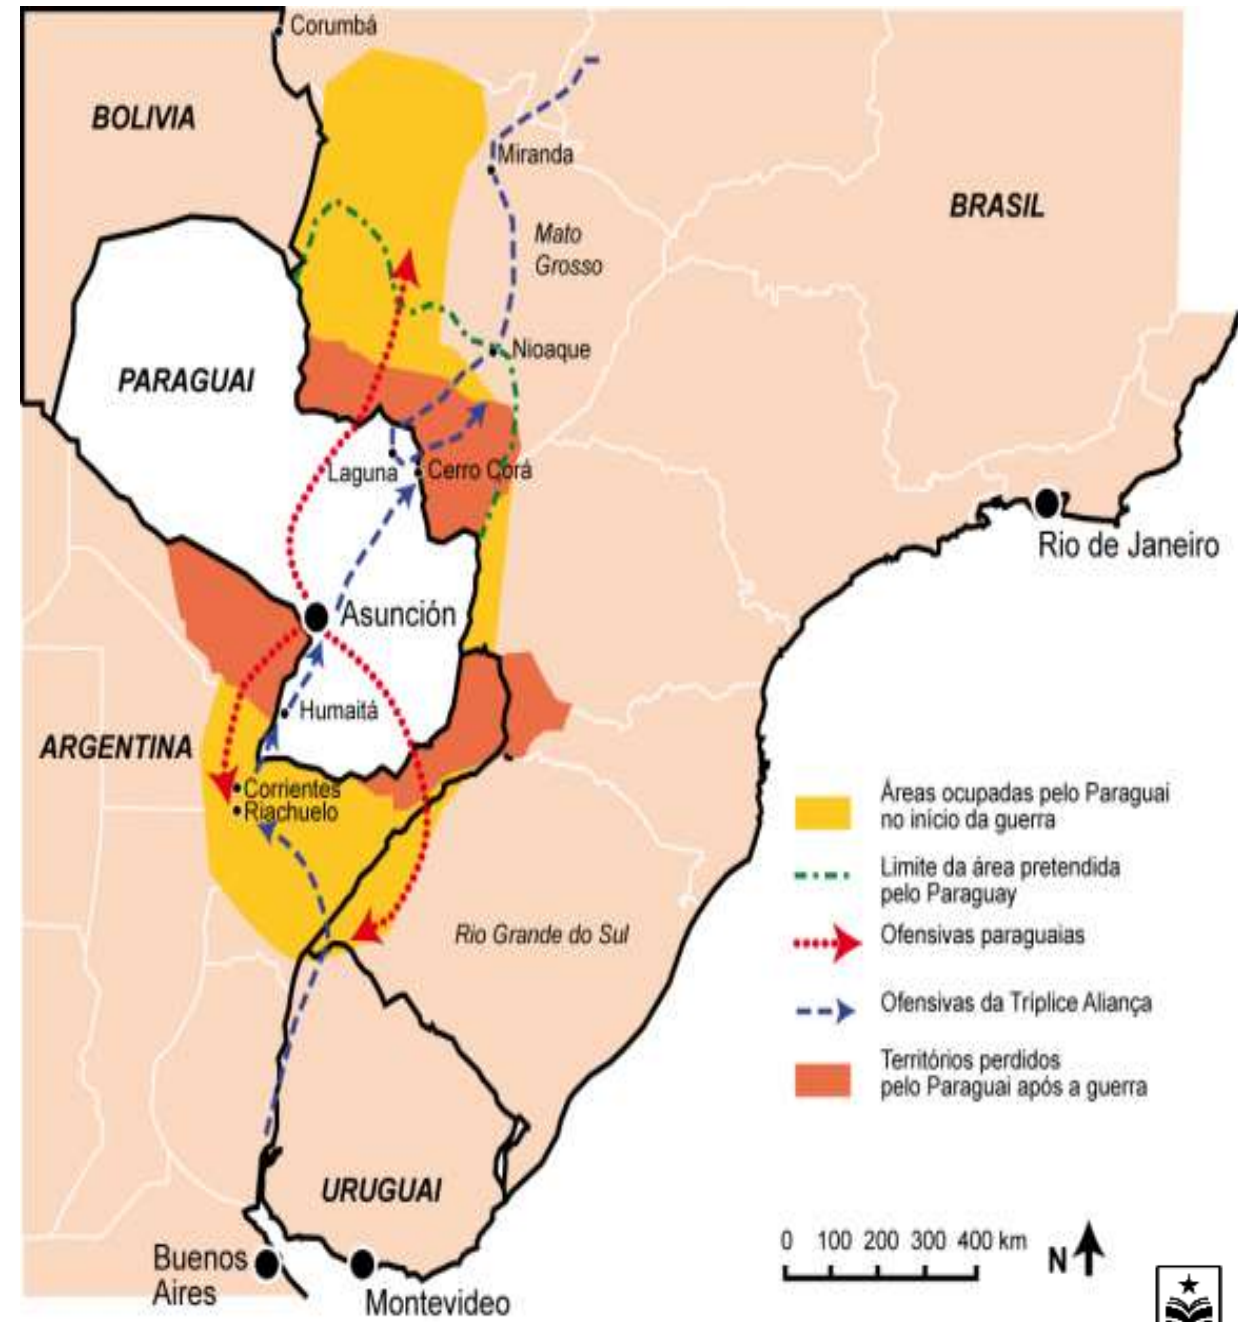 Corumbá
BOLIVIA
Miranda
BRASIL
Mato
Grosso
Nioaque
PARAGUAI
Laguna
Cerro Corá
Rio de Janeiro
Asunción
Humaitá
ARGENTINA
Corrientes
Riachuelo
Rio Grande do Sul
Áreas ocupadas pelo Paraguai
no início da guerra
Limite da área pretendida
pelo Paraguay
Ofensivas paraguaias
Ofensivas da Tríplice Aliança
Territórios perdidos
pelo Paraguai após a guerra
URUGUAI
0 100 200 300 400 km
N
Buenos
Aires
Montevideo